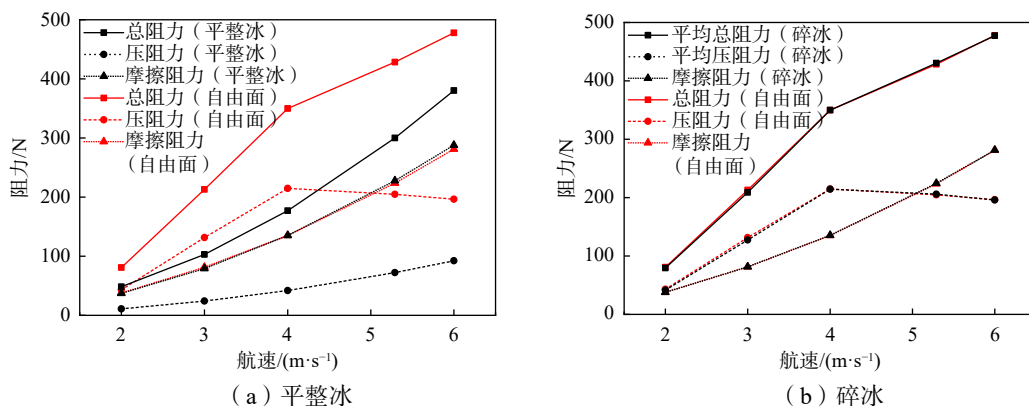 500
400
300
200
100
0
阻力/N
总阻力（平整冰）
压阻力（平整冰）
摩擦阻力（平整冰）
总阻力（自由面）
压阻力（自由面）
摩擦阻力
（自由面）
2
3
4
5
6
航速/(m·s⁻¹)
（a）平整冰
500
400
300
200
100
0
阻力/N
平均总阻力（碎冰）
平均压阻力（碎冰）
摩擦阻力（碎冰）
总阻力（自由面）
压阻力（自由面）
摩擦阻力
（自由面）
2
3
4
5
6
航速/(m·s⁻¹)
（b）碎冰